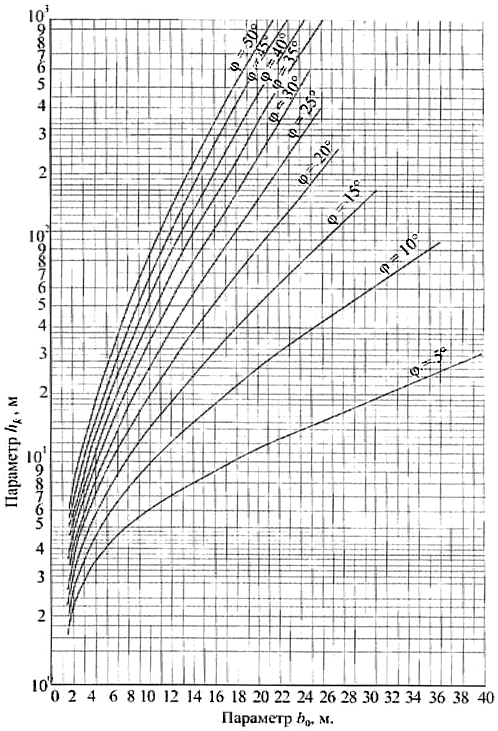 10³
9
8
7
6
5
4
3
2
10²
9
8
7
6
5
4
3
2
10¹
9
8
7
6
5
4
3
2
10⁰
Параметр hk, м
φ = 50°
φ = 45°
φ = 40°
φ = 35°
φ = 30°
φ = 25°
φ = 20°
φ = 15°
φ = 10°
φ = 5°
0 2 4 6 8 10 12 14 16 18 20 22 24 26 28 30 32 34 36 38 40
Параметр b₀, м.